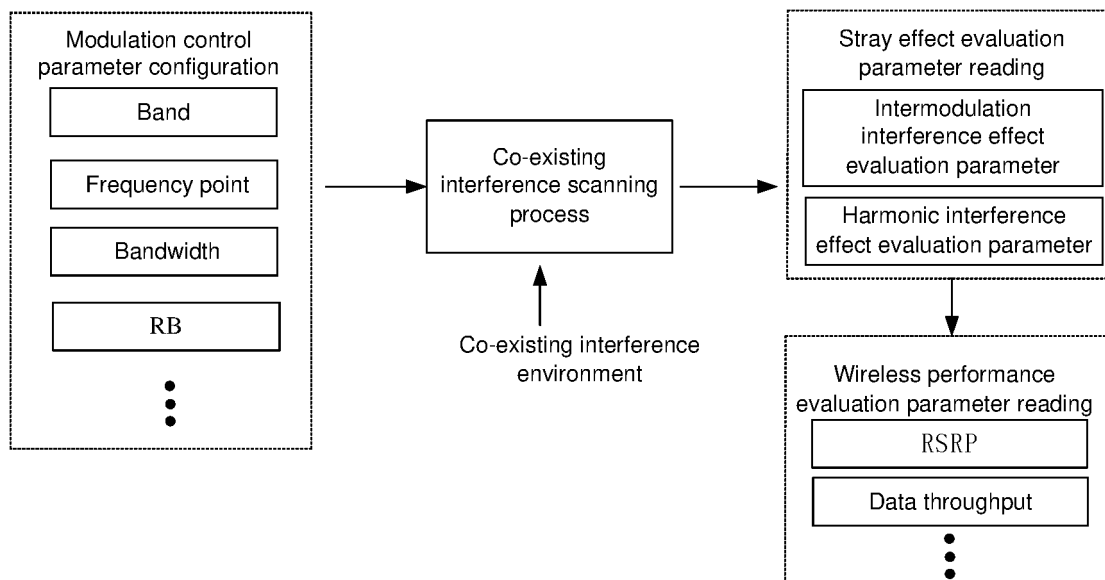 Modulation control
parameter configuration
Band
Frequency point
Bandwidth
RB
Co-existing
interference scanning
process
Co-existing interference
environment
Stray effect evaluation
parameter reading
Intermodulation
interference effect
evaluation parameter
Harmonic interference
effect evaluation parameter
Wireless performance
evaluation parameter reading
RSRP
Data throughput